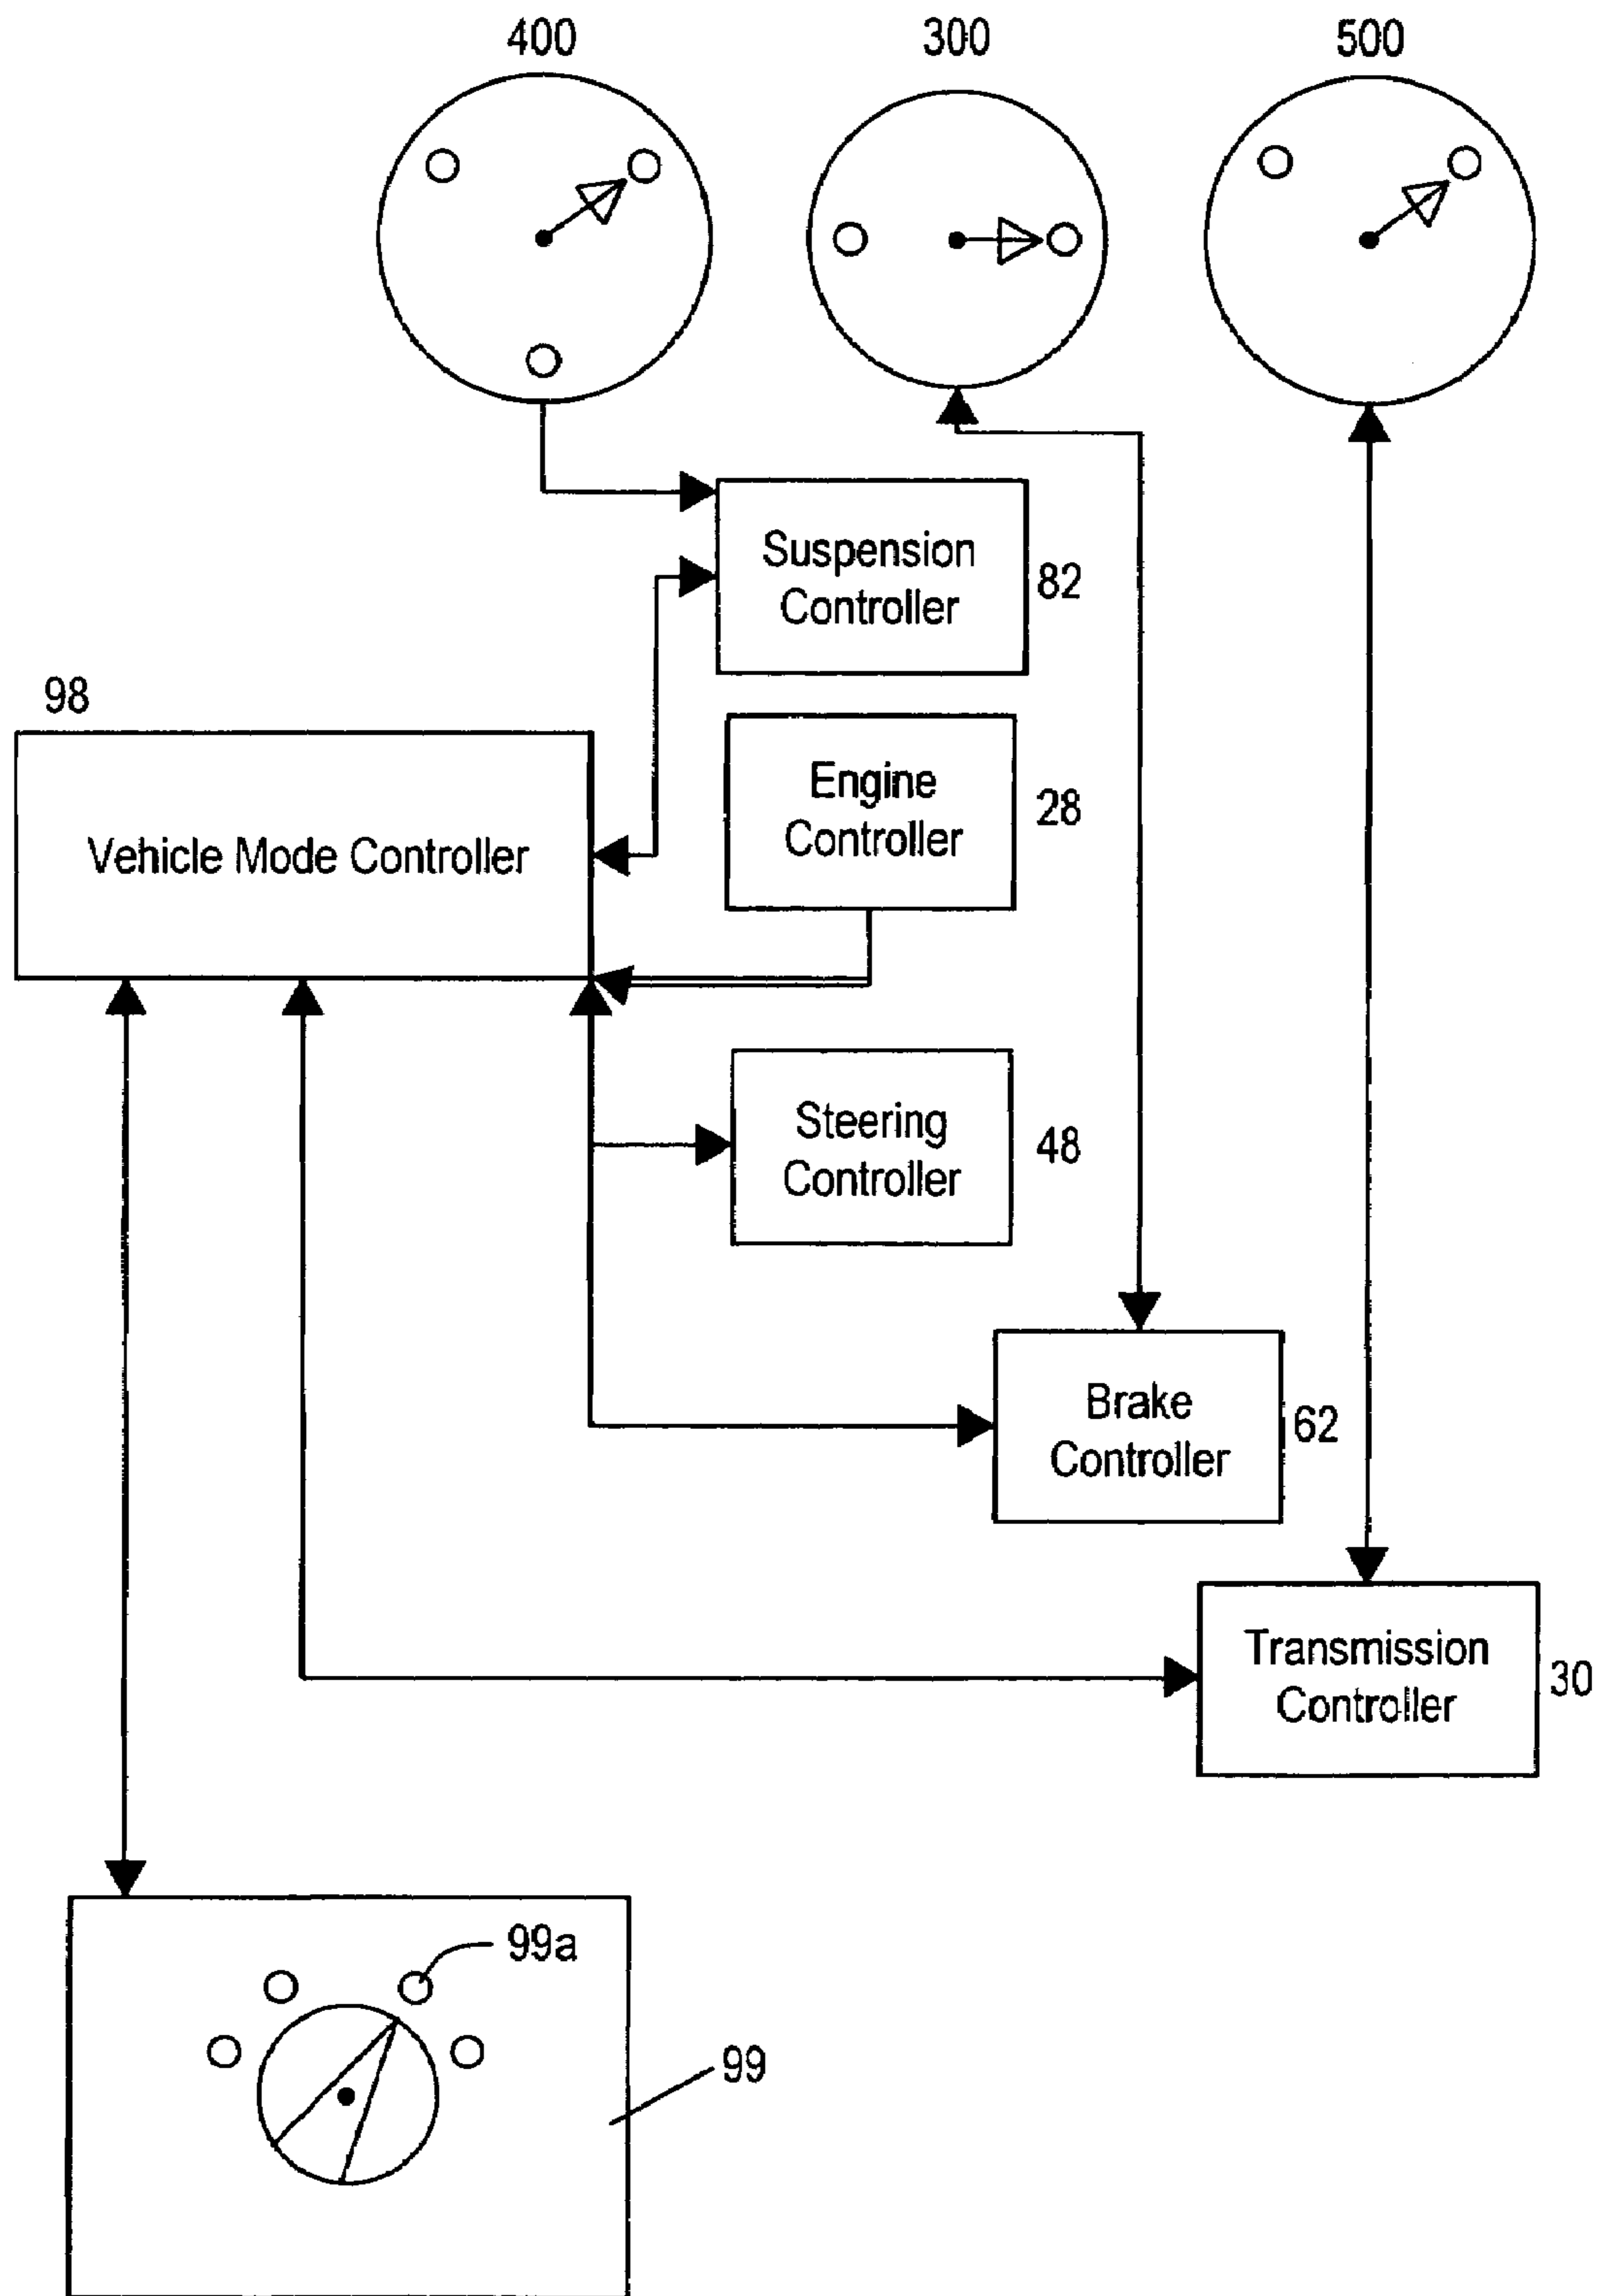 400
300
500
Suspension
Controller
82
98
Vehicle Mode Controller
Engine
Controller
28
Steering
Controller
48
Brake
Controller
62
Transmission
Controller
30
99a
99